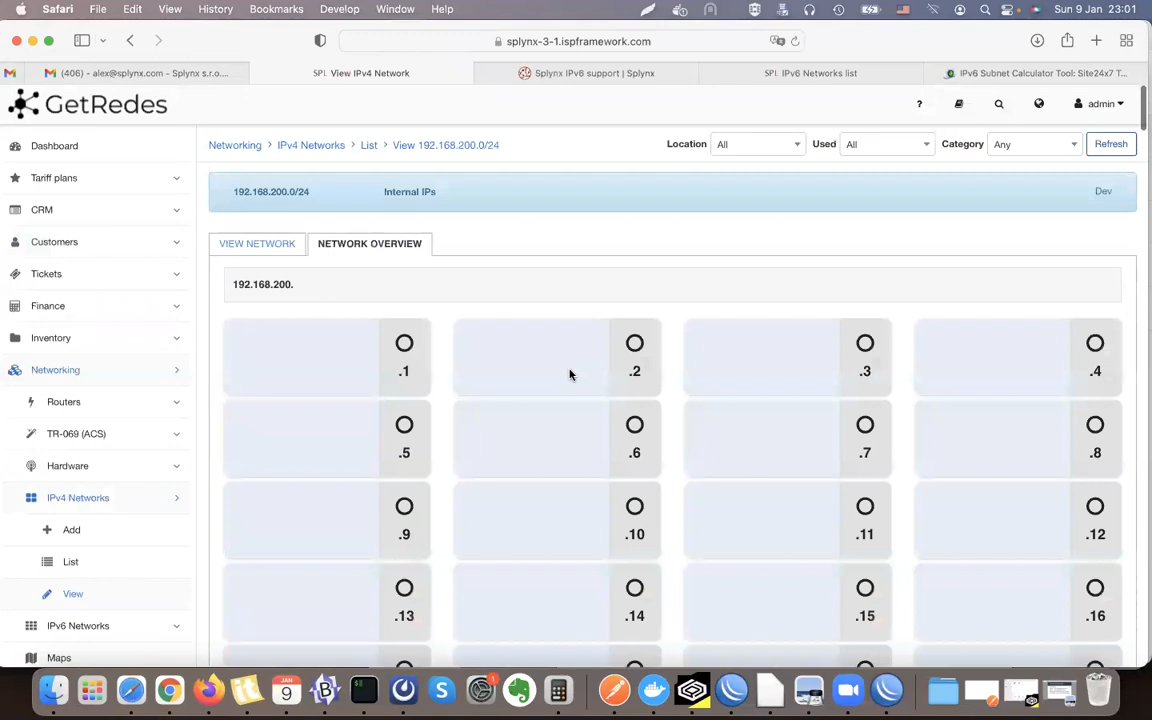 Safari File Edit View History Bookmarks Develop Window Help Sun 9 Jan 23:01
splynx-3-1.ispframework.com
(406) - alex@splynx.com - Splynx s.r.o....
SPL View IPv4 Network
Splynx IPv6 support | Splynx
SPL IPv6 Networks list
IPv6 Subnet Calculator Tool: Site24x7 T...
GetRedes
? admin
Dashboard
Tariff plans
CRM
Customers
Tickets
Finance
Inventory
Networking
Routers
TR-069 (ACS)
Hardware
IPv4 Networks
Add
List
View
IPv6 Networks
Maps
Networking > IPv4 Networks > List > View 192.168.200.0/24
Location All Used All Category Any Refresh
192.168.200.0/24 Internal IPs Dev
VIEW NETWORK NETWORK OVERVIEW
192.168.200.
.1 .2 .3 .4
.5 .6 .7 .8
.9 .10 .11 .12
.13 .14 .15 .16
9
1